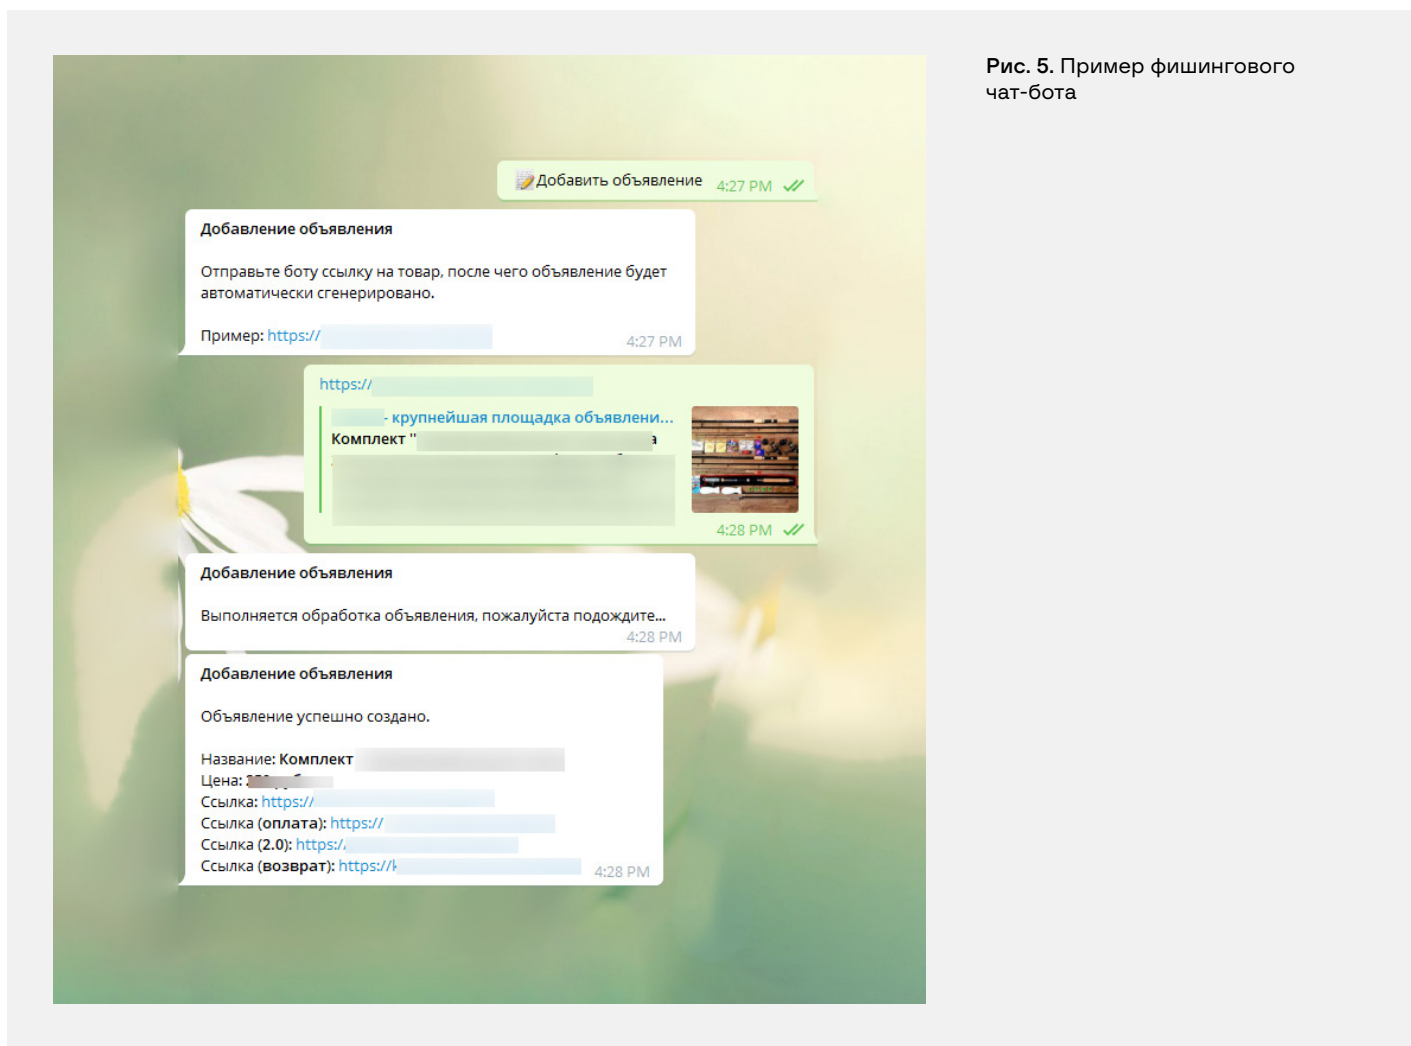 Рис. 5. Пример фишингового
чат-бота
Добавить объявление 4:27 PM
Добавление объявления
Отправьте боту ссылку на товар, после чего объявление будет
автоматически сгенерировано.
Пример: https://
4:27 PM
https://
- крупнейшая площадка объявлени...
Комплект "
4:28 PM
Добавление объявления
Выполняется обработка объявления, пожалуйста подождите...
4:28 PM
Добавление объявления
Объявление успешно создано.
Название: Комплект
Цена:
Ссылка: https://
Ссылка (оплата): https://
Ссылка (2.0): https:/
Ссылка (возврат): https://k
4:28 PM